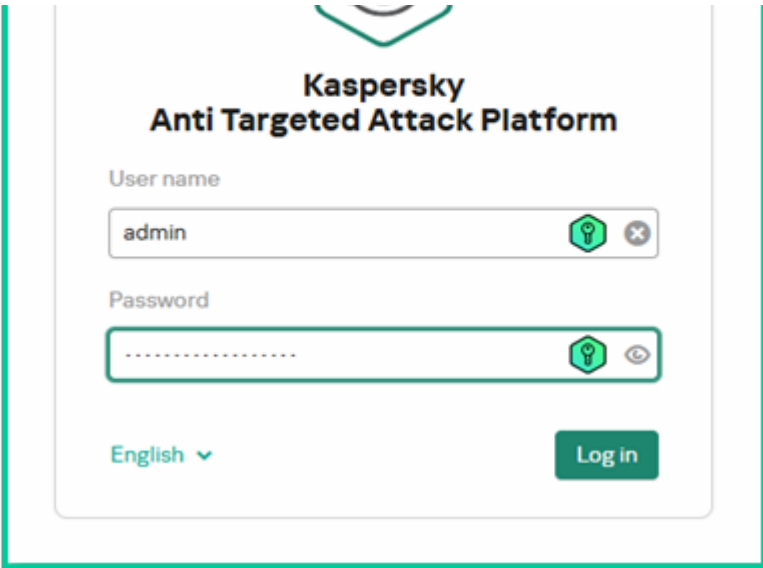 Kaspersky
Anti Targeted Attack Platform
User name
admin
Password
English
Log in